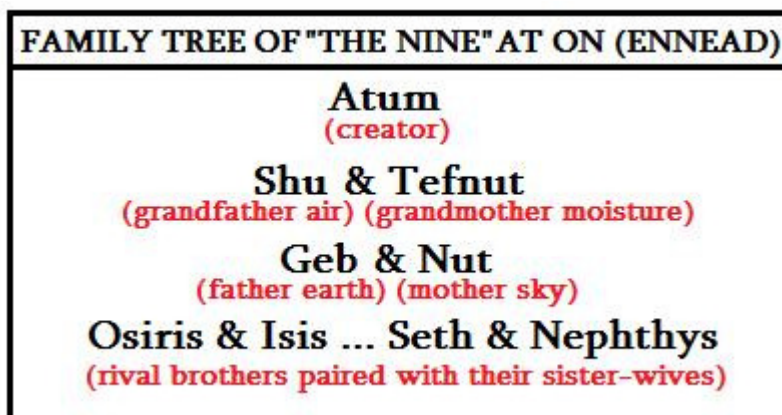 FAMILY TREE OF "THE NINE" AT ON (ENNEAD)
Atum
(creator)
Shu & Tefnut
(grandfather air) (grandmother moisture)
Geb & Nut
(father earth) (mother sky)
Osiris & Isis ... Seth & Nephthys
(rival brothers paired with their sister-wives)